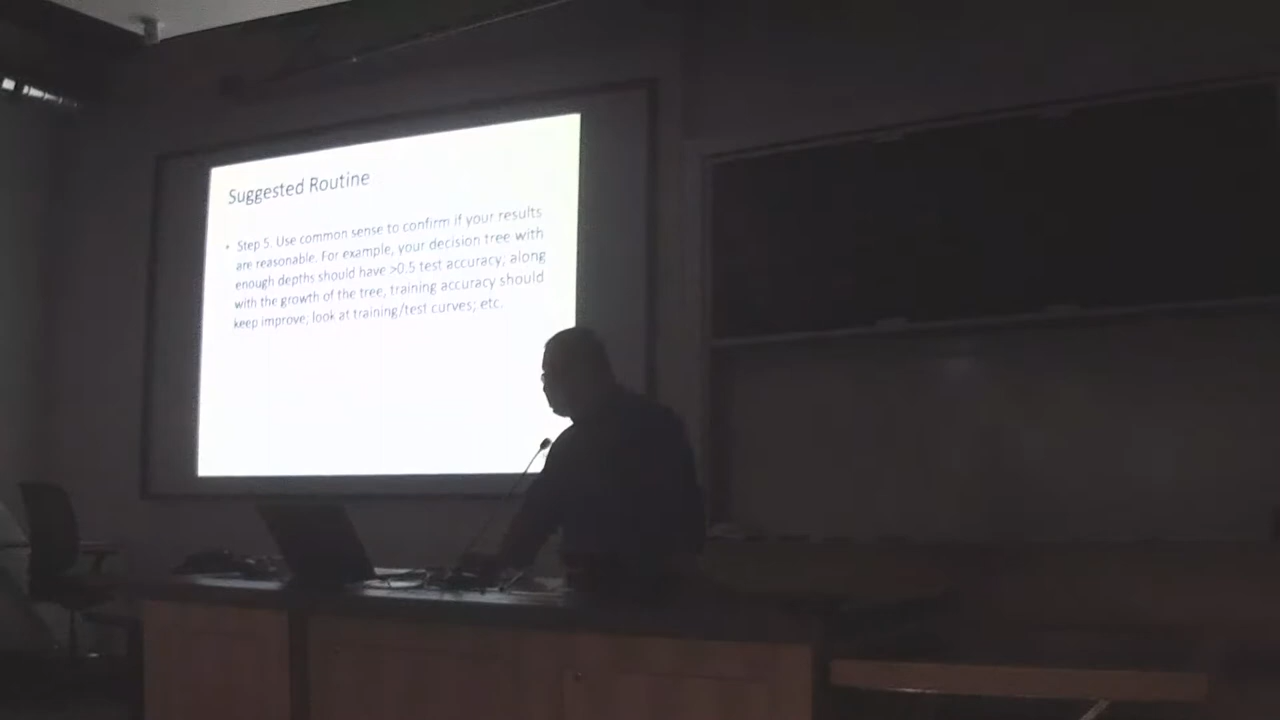 Suggested Routine
• Step 5. Use common sense to confirm if your results
are reasonable. For example, your decision tree with
enough depths should have >0.5 test accuracy; along
with the growth of the tree, training accuracy should
keep improve; look at training/test curves; etc.